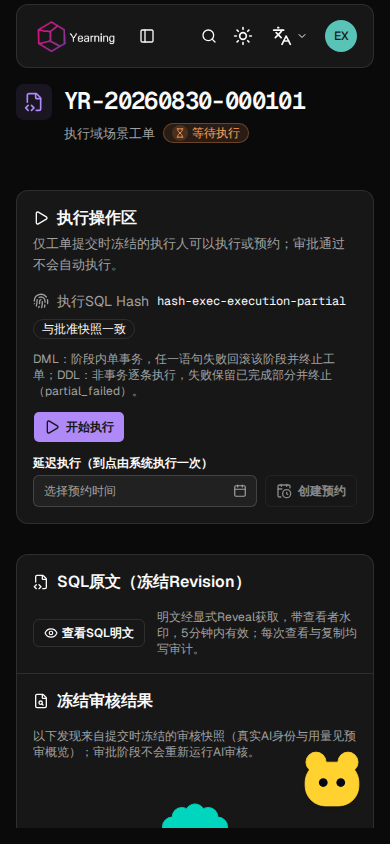 Yearning
EX
YR-20260830-000101
执行域场景工单
等待执行
执行操作区
仅工单提交时冻结的执行人可以执行或预约；审批通过
不会自动执行。
执行SQL Hash hash-exec-execution-partial
与批准快照一致
DML：阶段内单事务，任一语句失败回滚该阶段并终止工
单；DDL：非事务逐条执行，失败保留已完成部分并终止
（partial_failed）。
开始执行
延迟执行（到点由系统执行一次）
选择预约时间
创建预约
SQL原文（冻结Revision）
查看SQL明文
明文经显式Reveal获取，带查看者水
印，5分钟内有效；每次查看与复制均
写审计。
冻结审核结果
以下发现来自提交时冻结的审核快照（真实AI身份与用量见预
审概览）；审批阶段不会重新运行AI审核。